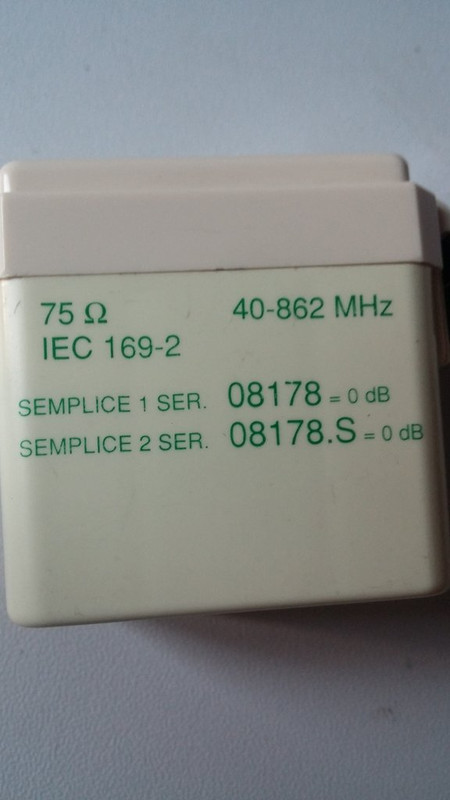 75 Ω 40-862 MHz
IEC 169-2
SEMPLICE 1 SER. 08178 = 0 dB
SEMPLICE 2 SER. 08178.S = 0 dB